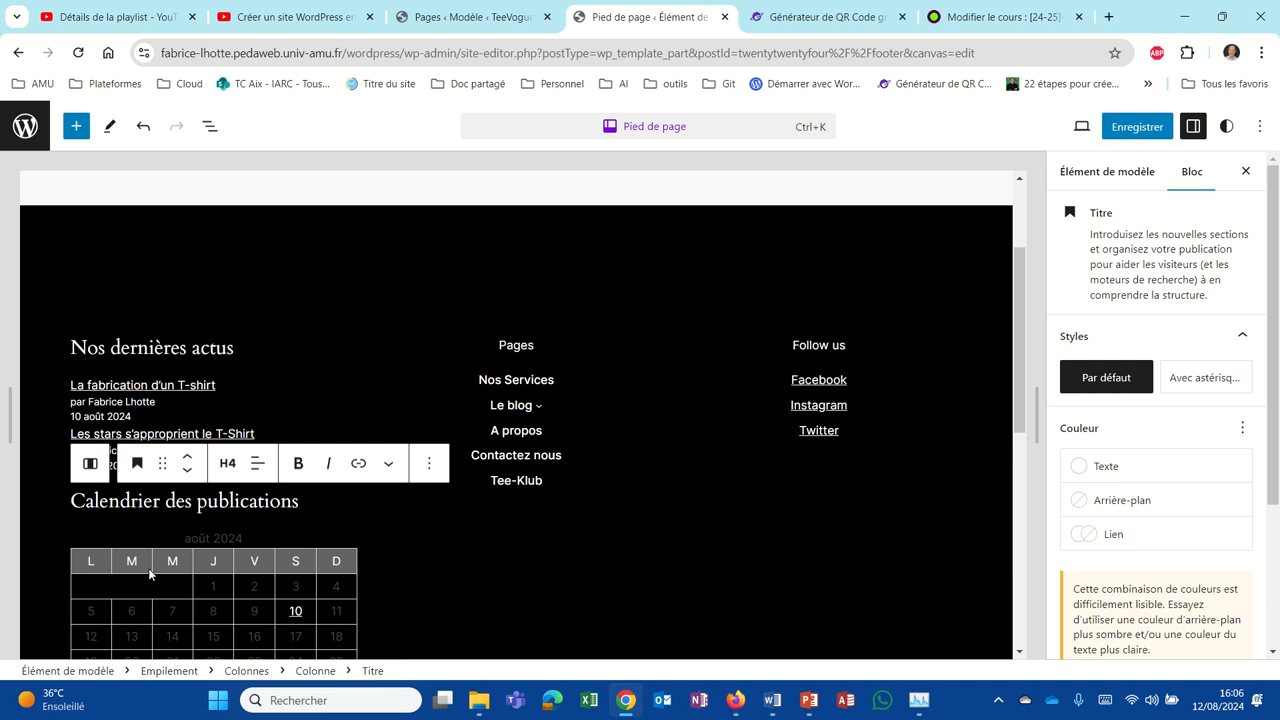 Détails de la playlist - YouT
Créer un site WordPress en
Pages ‹ Modèle ‹ TeeVogue
Pied de page ‹ Élément de
Générateur de QR Code gr
Modifier le cours : [24-25]
fabrice-lhotte.pedaweb.univ-amu.fr/wordpress/wp-admin/site-editor.php?postType=wp_template_part&postId=twentytwentyfour%2F%2Ffooter&canvas=edit
ABP
AMU
Plateformes
Cloud
TC Aix - IARC - Tous...
Titre du site
Doc partagé
Personnel
AI
outils
Git
Démarrer avec Wor...
Générateur de QR C...
22 étapes pour crée...
»
Tous les favoris
Pied de page
Ctrl+K
Enregistrer
Élément de modèle
Bloc
Titre
Introduisez les nouvelles sections
et organisez votre publication
pour aider les visiteurs (et les
moteurs de recherche) à en
comprendre la structure.
Styles
Par défaut
Avec astérisq...
Couleur
Texte
Arrière-plan
Lien
Cette combinaison de couleurs est
difficilement lisible. Essayez
d'utiliser une couleur d'arrière-plan
plus sombre et/ou une couleur du
texte plus claire.
Nos dernières actus
La fabrication d'un T-shirt
par Fabrice Lhotte
10 août 2024
Les stars s'approprient le T-Shirt
H4
B
I
Calendrier des publications
août 2024
L M M J V S D
1 2 3 4
5 6 7 8 9 10 11
12 13 14 15 16 17 18
Pages
Nos Services
Le blog
A propos
Contactez nous
Tee-Klub
Follow us
Facebook
Instagram
Twitter
Élément de modèle > Empilement > Colonnes > Colonne > Titre
36°C
Ensoleillé
Rechercher
16:06
12/08/2024